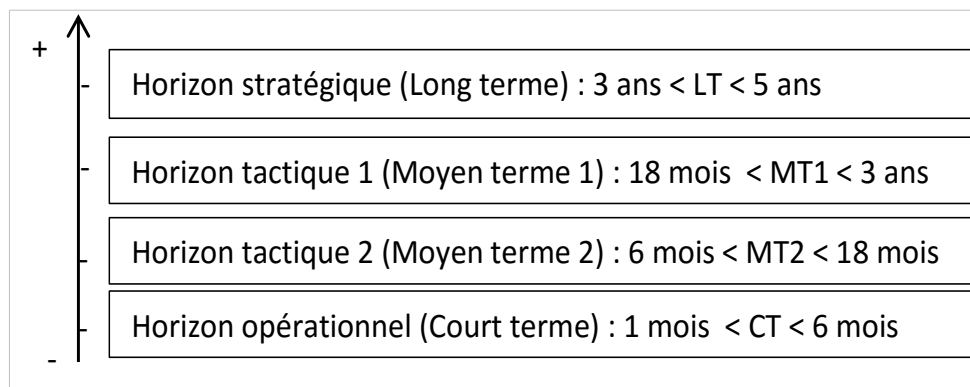 +
- Horizon stratégique (Long terme) : 3 ans < LT < 5 ans
- Horizon tactique 1 (Moyen terme 1) : 18 mois < MT1 < 3 ans
- Horizon tactique 2 (Moyen terme 2) : 6 mois < MT2 < 18 mois
- Horizon opérationnel (Court terme) : 1 mois < CT < 6 mois
-